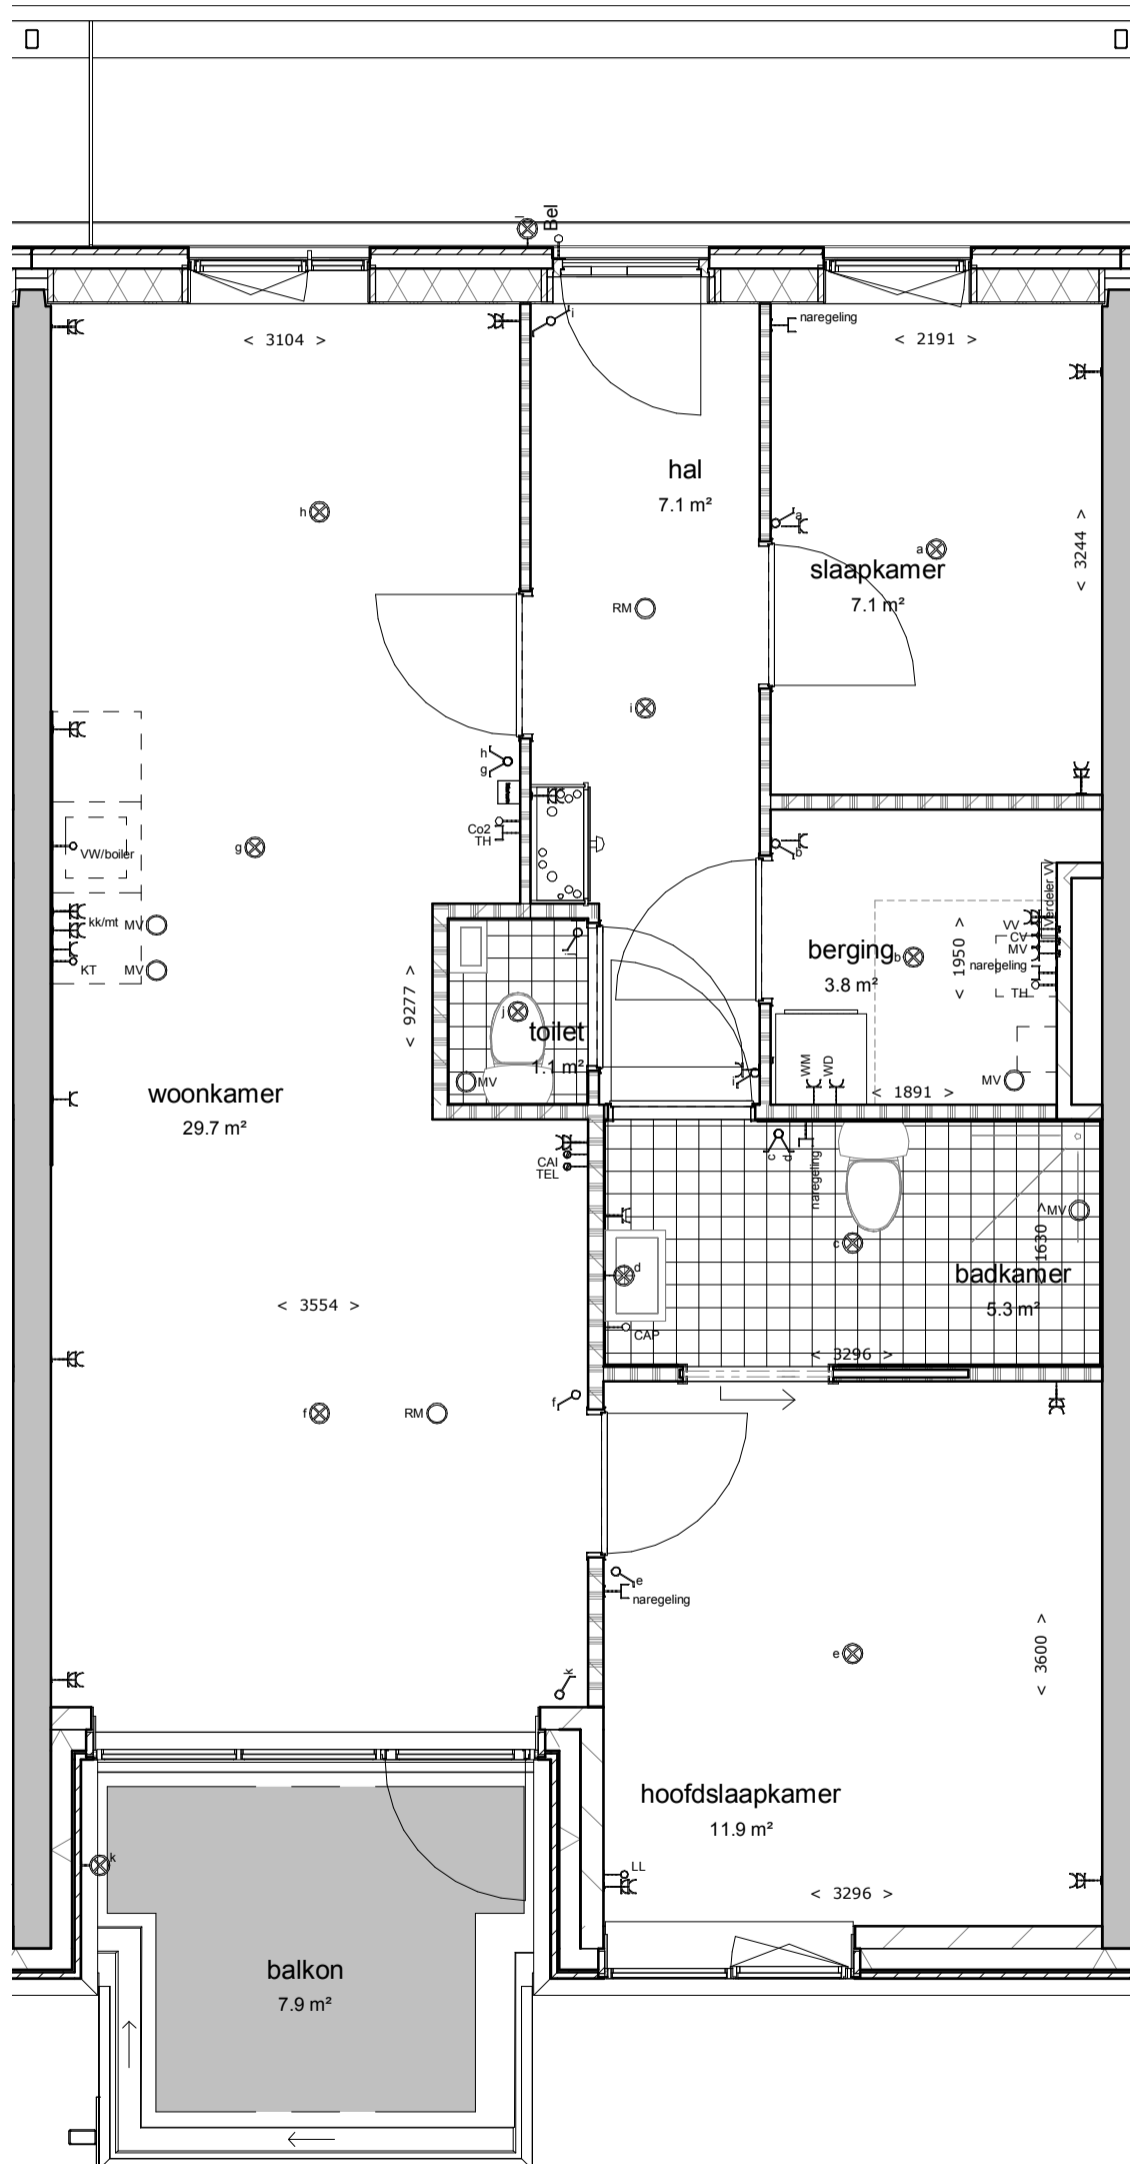 Bel
< 3104 >
i
naregeling
< 2191 >
hal
7.1 m²
h
a
a
< 3244 >
slaapkamer
7.1 m²
RM
i
h
g
g
Co2
TH
VW/boiler
b
Verdeler VV
kk/mt
MV
KT
MV
VV
CV
MV
naregeling
TH
berging
3.8 m²
b
< 1950 >
< 9277 >
j
toilet
1.1 m²
MV
i
WM
WD
MV
< 1891 >
woonkamer
29.7 m²
CAI
TEL
c
d
naregeling
MV
c
< 1630 >
d
badkamer
5.3 m²
CAP
< 3296 >
< 3554 >
f
f
RM
e
naregeling
e
< 3600 >
k
hoofdslaapkamer
11.9 m²
LL
< 3296 >
k
balkon
7.9 m²